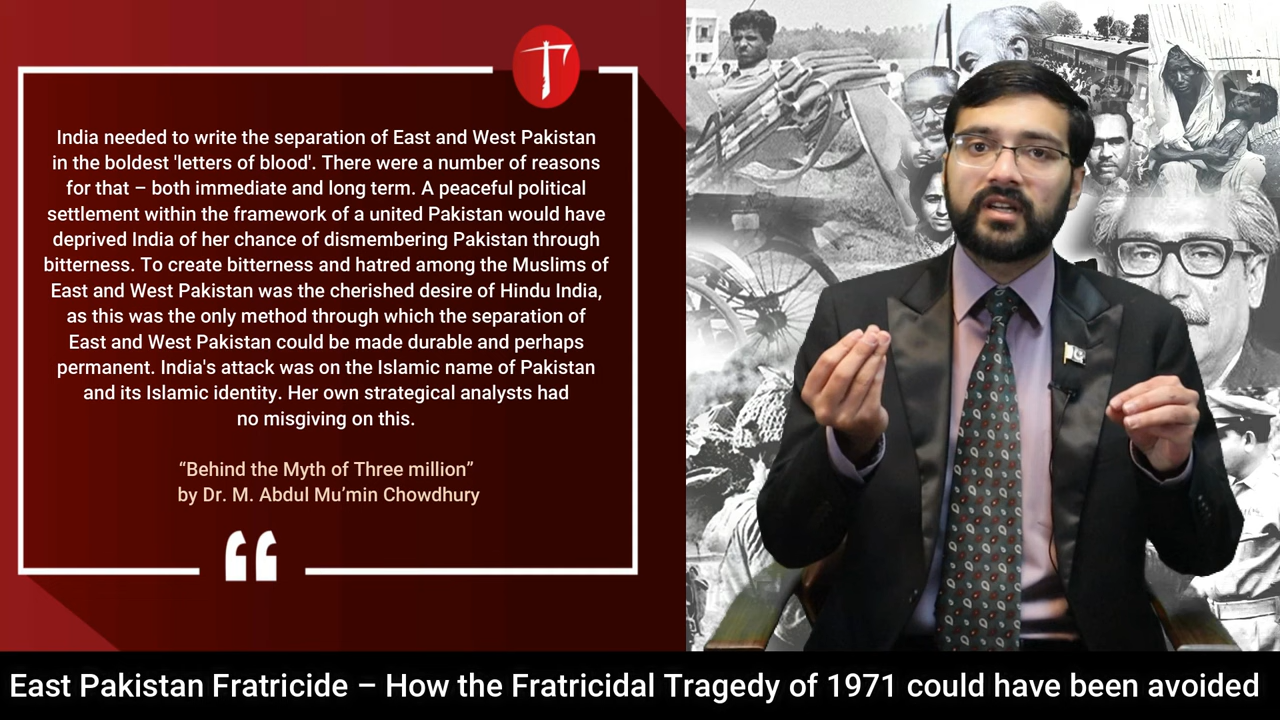 India needed to write the separation of East and West Pakistan
in the boldest 'letters of blood'. There were a number of reasons
for that – both immediate and long term. A peaceful political
settlement within the framework of a united Pakistan would have
deprived India of her chance of dismembering Pakistan through
bitterness. To create bitterness and hatred among the Muslims of
East and West Pakistan was the cherished desire of Hindu India,
as this was the only method through which the separation of
East and West Pakistan could be made durable and perhaps
permanent. India's attack was on the Islamic name of Pakistan
and its Islamic identity. Her own strategical analysts had
no misgiving on this.
“Behind the Myth of Three million”
by Dr. M. Abdul Mu’min Chowdhury
East Pakistan Fratricide – How the Fratricidal Tragedy of 1971 could have been avoided